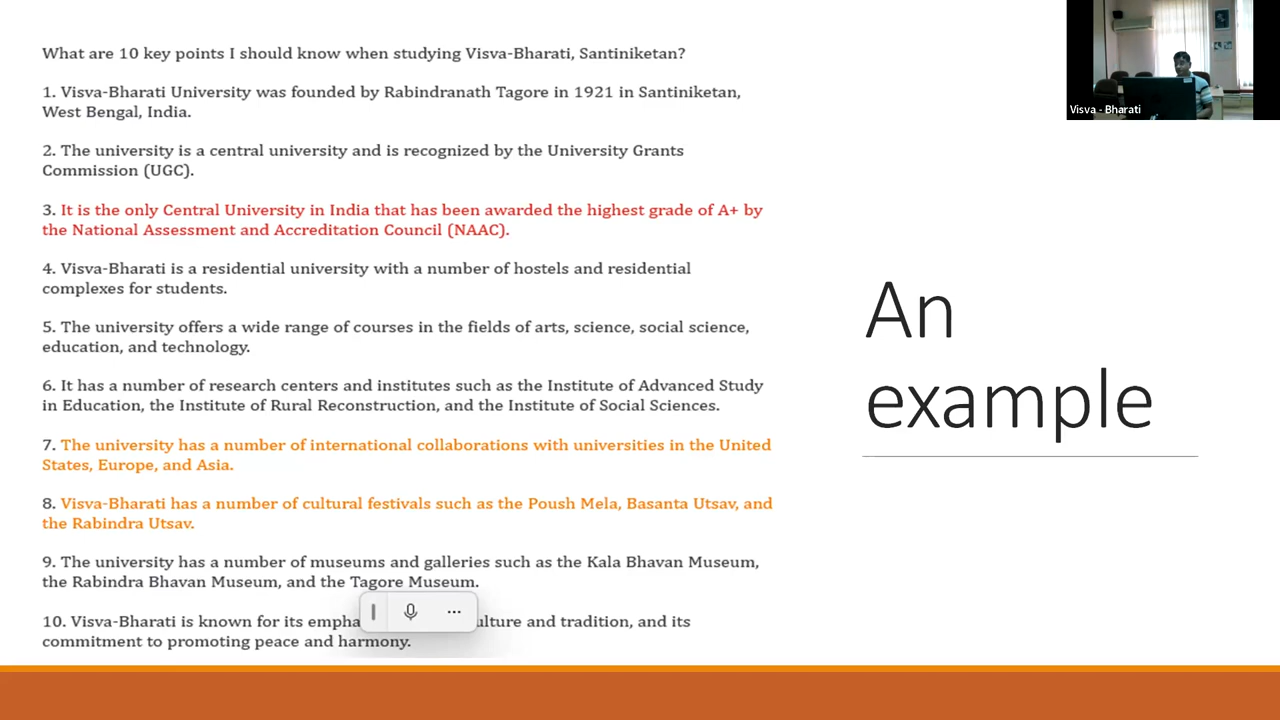 What are 10 key points I should know when studying Visva-Bharati, Santiniketan?
1. Visva-Bharati University was founded by Rabindranath Tagore in 1921 in Santiniketan,
West Bengal, India.
2. The university is a central university and is recognized by the University Grants
Commission (UGC).
3. It is the only Central University in India that has been awarded the highest grade of A+ by
the National Assessment and Accreditation Council (NAAC).
4. Visva-Bharati is a residential university with a number of hostels and residential
complexes for students.
5. The university offers a wide range of courses in the fields of arts, science, social science,
education, and technology.
6. It has a number of research centers and institutes such as the Institute of Advanced Study
in Education, the Institute of Rural Reconstruction, and the Institute of Social Sciences.
7. The university has a number of international collaborations with universities in the United
States, Europe, and Asia.
8. Visva-Bharati has a number of cultural festivals such as the Poush Mela, Basanta Utsav, and
the Rabindra Utsav.
9. The university has a number of museums and galleries such as the Kala Bhavan Museum,
the Rabindra Bhavan Museum, and the Tagore Museum.
10. Visva-Bharati is known for its and tradition, and its
commitment to promoting peace and harmony.
An
example
Visva - Bharati